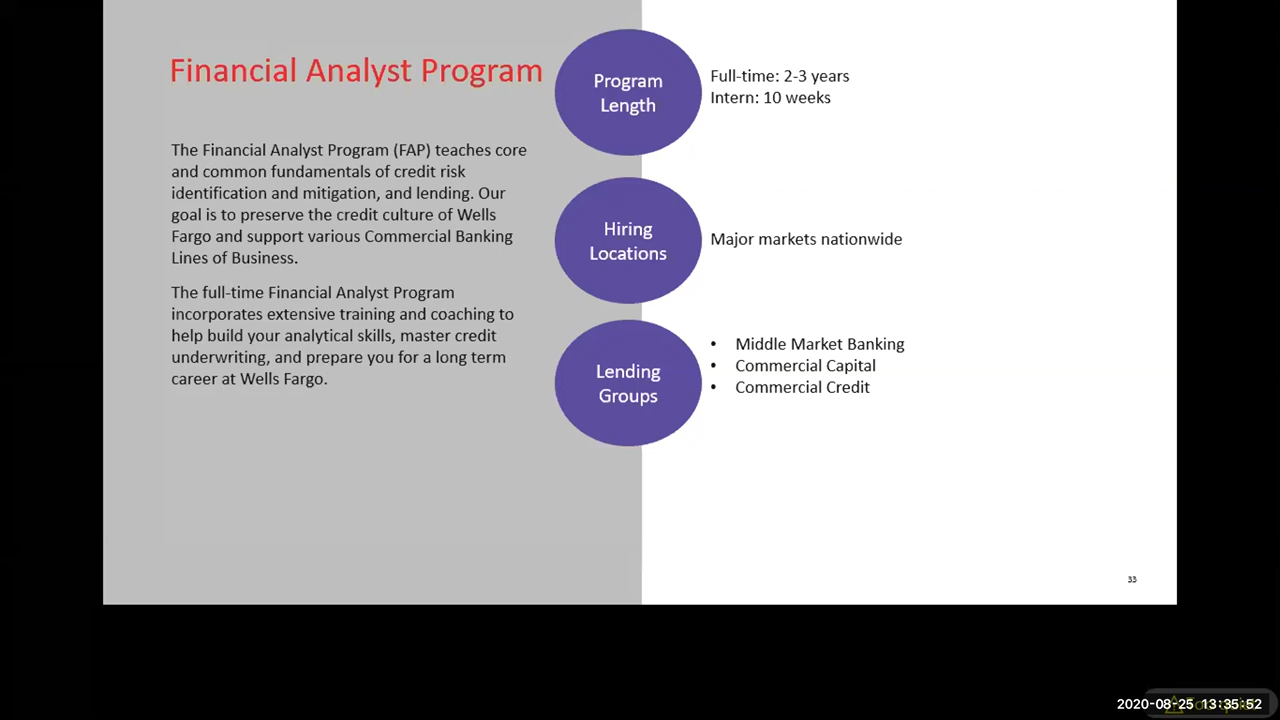 Financial Analyst Program
The Financial Analyst Program (FAP) teaches core
and common fundamentals of credit risk
identification and mitigation, and lending. Our
goal is to preserve the credit culture of Wells
Fargo and support various Commercial Banking
Lines of Business.
The full-time Financial Analyst Program
incorporates extensive training and coaching to
help build your analytical skills, master credit
underwriting, and prepare you for a long term
career at Wells Fargo.
Program
Length
Full-time: 2-3 years
Intern: 10 weeks
Hiring
Locations
Major markets nationwide
Lending
Groups
• Middle Market Banking
• Commercial Capital
• Commercial Credit
33
2020-08-25 13:35:52